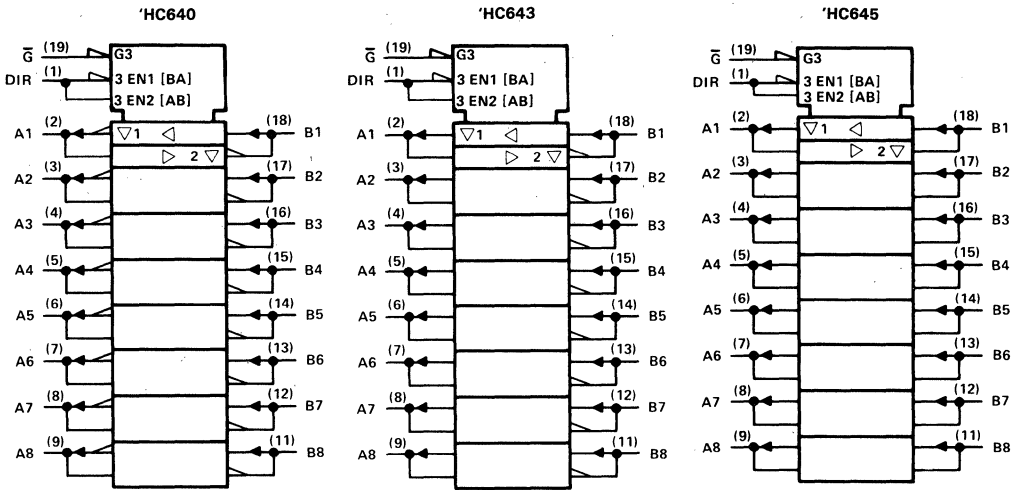 'HC640
G̅ (19) G3
DIR (1) 3 EN1 [BA]
3 EN2 [AB]
A1 (2) ▽1 ◁ (18) B1
▷ 2▽
A2 (3) (17) B2
A3 (4) (16) B3
A4 (5) (15) B4
A5 (6) (14) B5
A6 (7) (13) B6
A7 (8) (12) B7
A8 (9) (11) B8
'HC643
G̅ (19) G3
DIR (1) 3 EN1 [BA]
3 EN2 [AB]
A1 (2) ▽1 ◁ (18) B1
▷ 2▽
A2 (3) (17) B2
A3 (4) (16) B3
A4 (5) (15) B4
A5 (6) (14) B5
A6 (7) (13) B6
A7 (8) (12) B7
A8 (9) (11) B8
'HC645
G̅ (19) G3
DIR (1) 3 EN1 [BA]
3 EN2 [AB]
A1 (2) ▽1 ◁ (18) B1
▷ 2▽
A2 (3) (17) B2
A3 (4) (16) B3
A4 (5) (15) B4
A5 (6) (14) B5
A6 (7) (13) B6
A7 (8) (12) B7
A8 (9) (11) B8